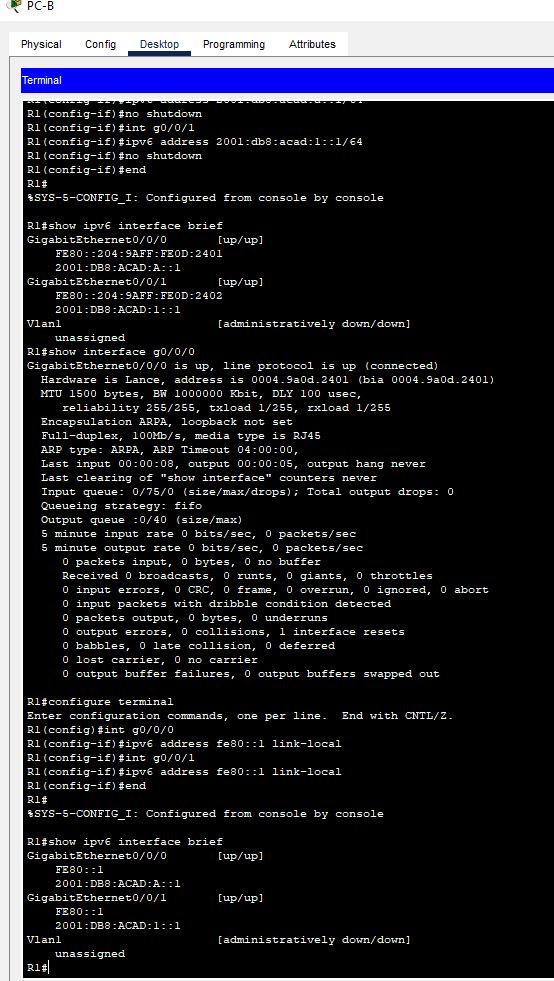 PC-B
Physical Config Desktop Programming Attributes
Terminal
R1(config-if)#ipv6 address 2001:db8:acad:a::1/64
R1(config-if)#no shutdown
R1(config-if)#int g0/0/1
R1(config-if)#ipv6 address 2001:db8:acad:1::1/64
R1(config-if)#no shutdown
R1(config-if)#end
R1#
%SYS-5-CONFIG_I: Configured from console by console
R1#show ipv6 interface brief
GigabitEthernet0/0/0 [up/up]
FE80::204:9AFF:FE0D:2401
2001:DB8:ACAD:A::1
GigabitEthernet0/0/1 [up/up]
FE80::204:9AFF:FE0D:2402
2001:DB8:ACAD:1::1
Vlan1 [administratively down/down]
unassigned
R1#show interface g0/0/0
GigabitEthernet0/0/0 is up, line protocol is up (connected)
Hardware is Lance, address is 0004.9a0d.2401 (bia 0004.9a0d.2401)
MTU 1500 bytes, BW 1000000 Kbit, DLY 100 usec,
reliability 255/255, txload 1/255, rxload 1/255
Encapsulation ARPA, loopback not set
Full-duplex, 100Mb/s, media type is RJ45
ARP type: ARPA, ARP Timeout 04:00:00,
Last input 00:00:08, output 00:00:05, output hang never
Last clearing of "show interface" counters never
Input queue: 0/75/0 (size/max/drops); Total output drops: 0
Queueing strategy: fifo
Output queue :0/40 (size/max)
5 minute input rate 0 bits/sec, 0 packets/sec
5 minute output rate 0 bits/sec, 0 packets/sec
0 packets input, 0 bytes, 0 no buffer
Received 0 broadcasts, 0 runts, 0 giants, 0 throttles
0 input errors, 0 CRC, 0 frame, 0 overrun, 0 ignored, 0 abort
0 input packets with dribble condition detected
0 packets output, 0 bytes, 0 underruns
0 output errors, 0 collisions, 1 interface resets
0 babbles, 0 late collision, 0 deferred
0 lost carrier, 0 no carrier
0 output buffer failures, 0 output buffers swapped out
R1#configure terminal
Enter configuration commands, one per line. End with CNTL/Z.
R1(config)#int g0/0/0
R1(config-if)#ipv6 address fe80::1 link-local
R1(config-if)#int g0/0/1
R1(config-if)#ipv6 address fe80::1 link-local
R1(config-if)#end
R1#
%SYS-5-CONFIG_I: Configured from console by console
R1#show ipv6 interface brief
GigabitEthernet0/0/0 [up/up]
FE80::1
2001:DB8:ACAD:A::1
GigabitEthernet0/0/1 [up/up]
FE80::1
2001:DB8:ACAD:1::1
Vlan1 [administratively down/down]
unassigned
R1#